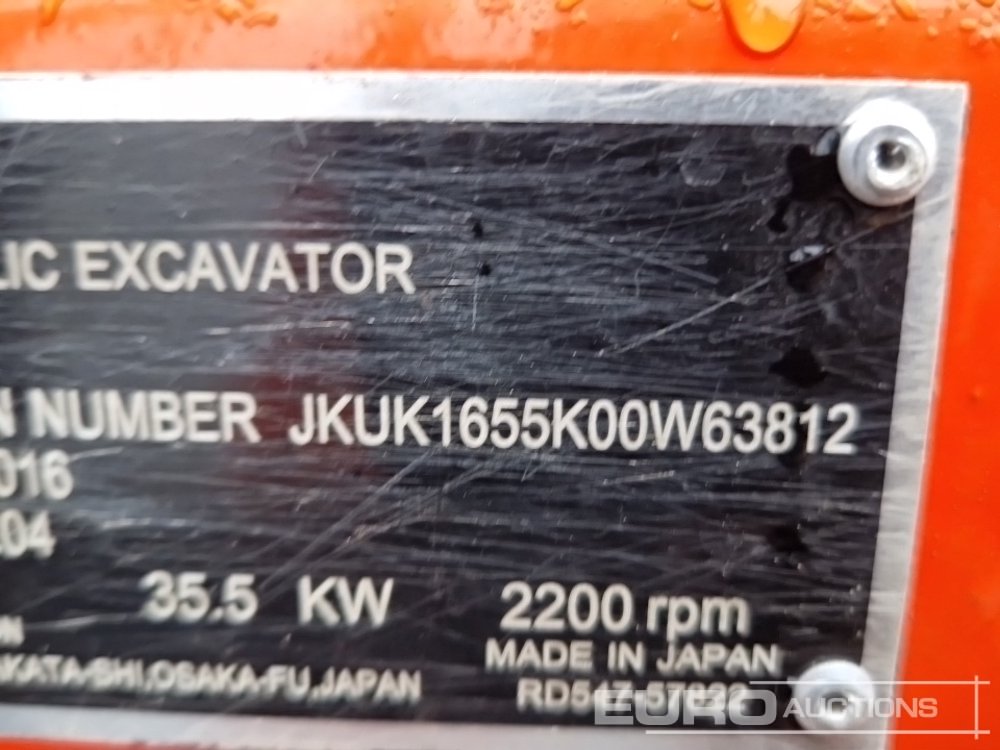 LIC EXCAVATOR
N NUMBER JKUK1655K00W63812
016
04
35.5 KW 2200 rpm
ON MADE IN JAPAN
AKATA-SHI,OSAKA-FU,JAPAN
EURO AUCTIONS